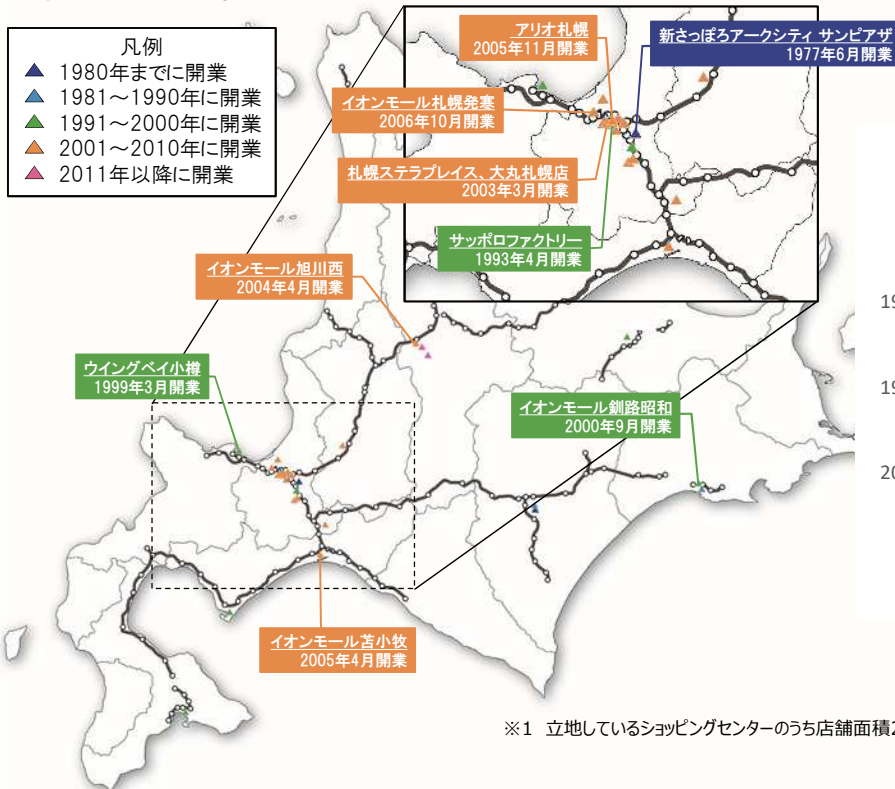 凡例
1980年までに開業
1981～1990年に開業
1991～2000年に開業
2001～2010年に開業
2011年以降に開業
アリオ札幌
2005年11月開業
新さっぽろアークシティ サンピアザ
1977年6月開業
イオンモール札幌発寒
2006年10月開業
札幌ステラプレイス、大丸札幌店
2003年3月開業
サッポロファクトリー
1993年4月開業
イオンモール旭川西
2004年4月開業
ウイングベイ小樽
1999年3月開業
イオンモール釧路昭和
2000年9月開業
イオンモール苫小牧
2005年4月開業
19
19
20
※1 立地しているショッピングセンターのうち店舗面積2